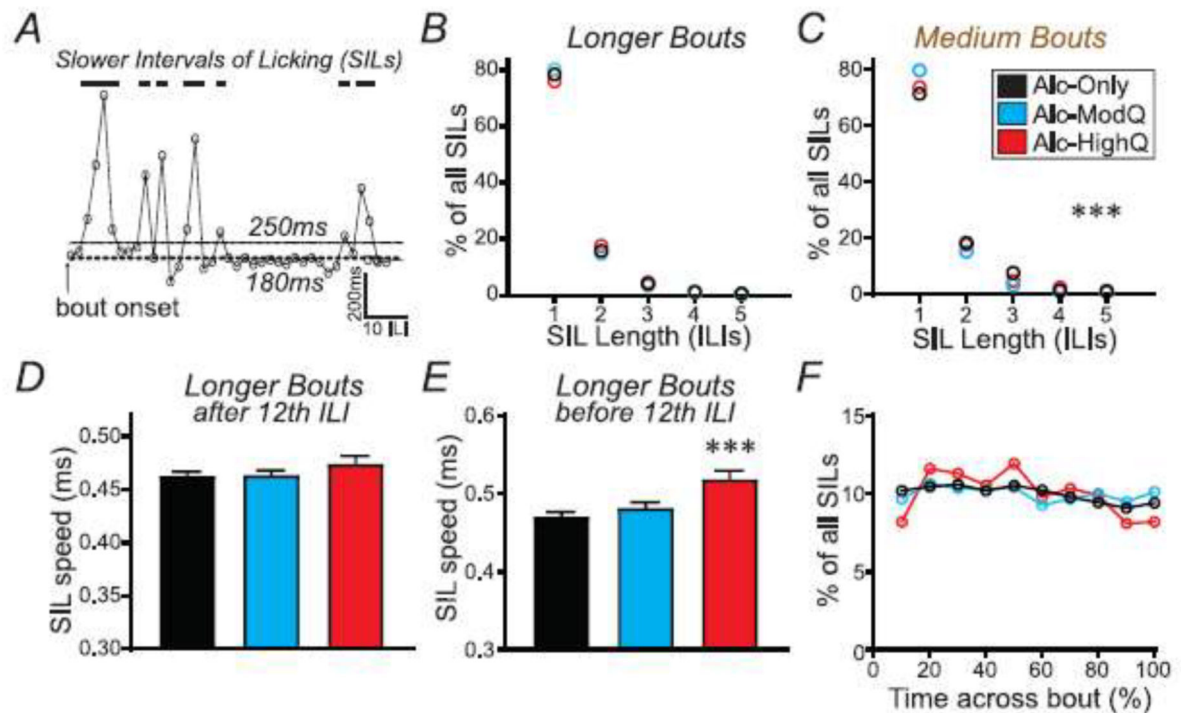 A
Slower Intervals of Licking (SILs)
250ms
180ms
bout onset
200ms
10 ILI
B
Longer Bouts
% of all SILs
80
60
40
20
0
1 2 3 4 5
SIL Length (ILIs)
C
Medium Bouts
% of all SILs
80
60
40
20
0
Alc-Only
Alc-ModQ
Alc-HighQ
***
1 2 3 4 5
SIL Length (ILIs)
D
Longer Bouts
after 12th ILI
SIL speed (ms)
0.50
0.45
0.40
0.35
0.30
E
Longer Bouts
before 12th ILI
SIL speed (ms)
0.6
0.5
0.4
0.3
***
F
% of all SILs
15
10
5
0
0 20 40 60 80 100
Time across bout (%)